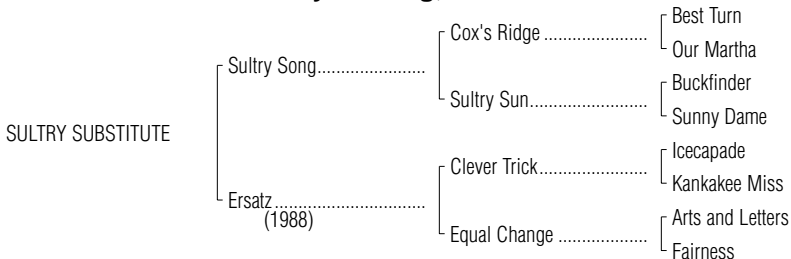 Best Turn
Cox's Ridge ......................
Our Martha
Sultry Song.......................
Buckfinder
Sultry Sun.........................
Sunny Dame
SULTRY SUBSTITUTE
Icecapade
Clever Trick.......................
Kankakee Miss
Ersatz................................
(1988)
Arts and Letters
Equal Change ...................
Fairness